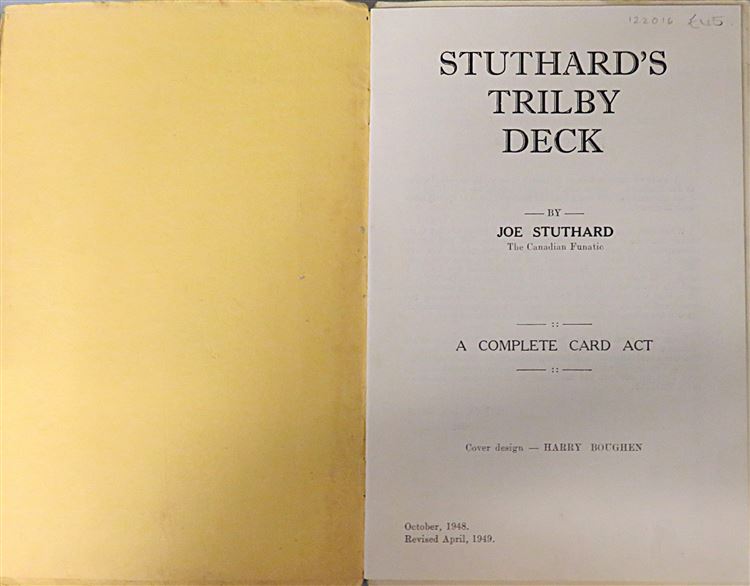 122016 £45.
STUTHARD'S
TRILBY
DECK
— BY —
JOE STUTHARD
The Canadian Funatic
—— :: ——
A COMPLETE CARD ACT
—— :: ——
Cover design — HARRY BOUGHEN
October, 1948.
Revised April, 1949.